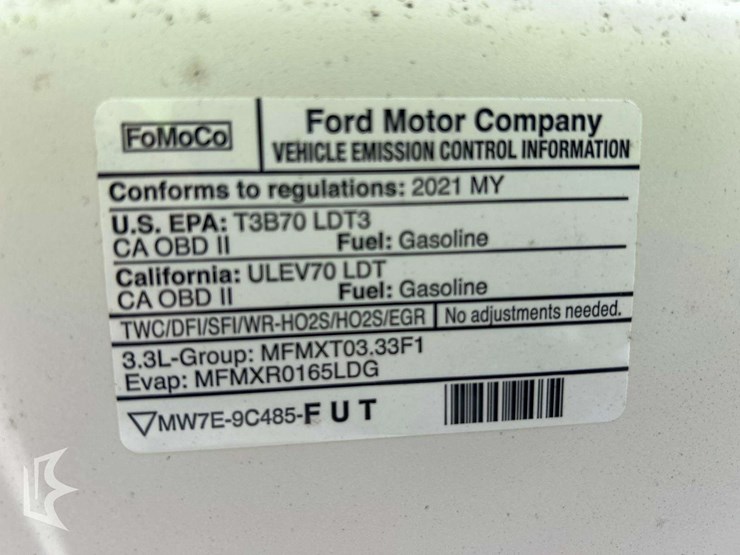 FoMoCo
Ford Motor Company
VEHICLE EMISSION CONTROL INFORMATION
Conforms to regulations: 2021 MY
U.S. EPA: T3B70 LDT3
CA OBD II Fuel: Gasoline
California: ULEV70 LDT
CA OBD II Fuel: Gasoline
TWC/DFI/SFI/WR-HO2S/HO2S/EGR No adjustments needed.
3.3L-Group: MFMXT03.33F1
Evap: MFMXR0165LDG
MW7E-9C485-FUT